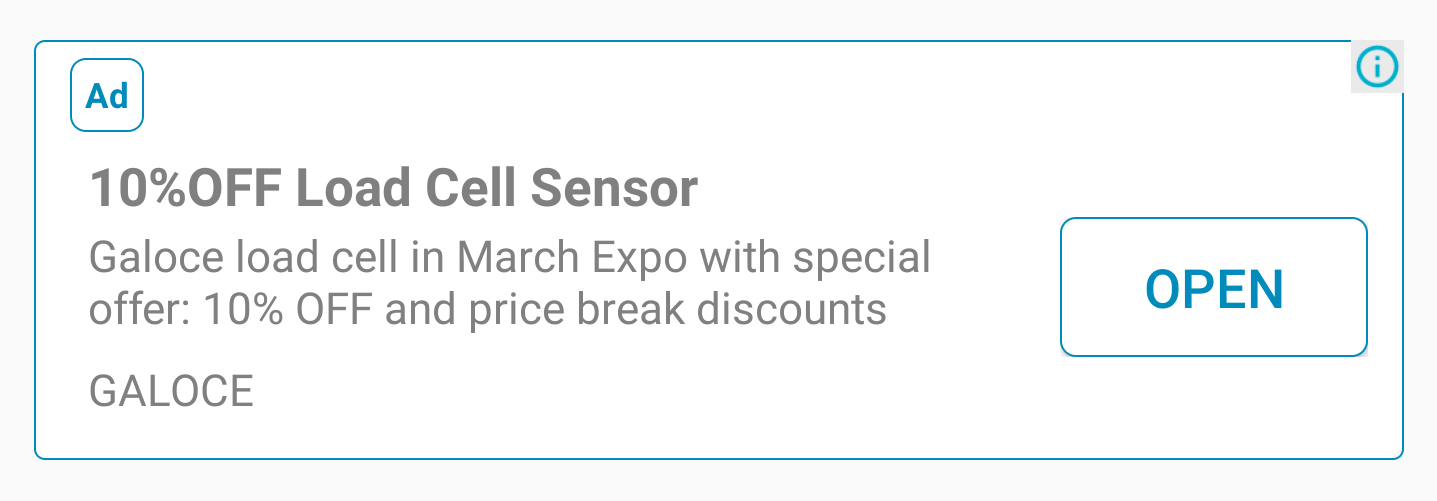 Ad
10%OFF Load Cell Sensor
Galoce load cell in March Expo with special
offer: 10% OFF and price break discounts
OPEN
GALOCE